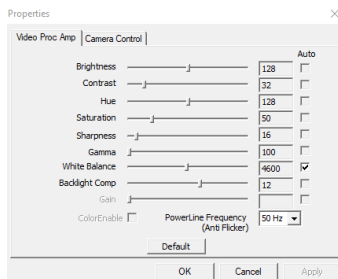 Properties
Video Proc Amp Camera Control
Auto
Brightness 128
Contrast 32
Hue 128
Saturation 50
Sharpness 16
Gamma 100
White Balance 4600
Backlight Comp 12
Gain
ColorEnable PowerLine Frequency 50 Hz
(Anti Flicker)
Default
OK Cancel Apply